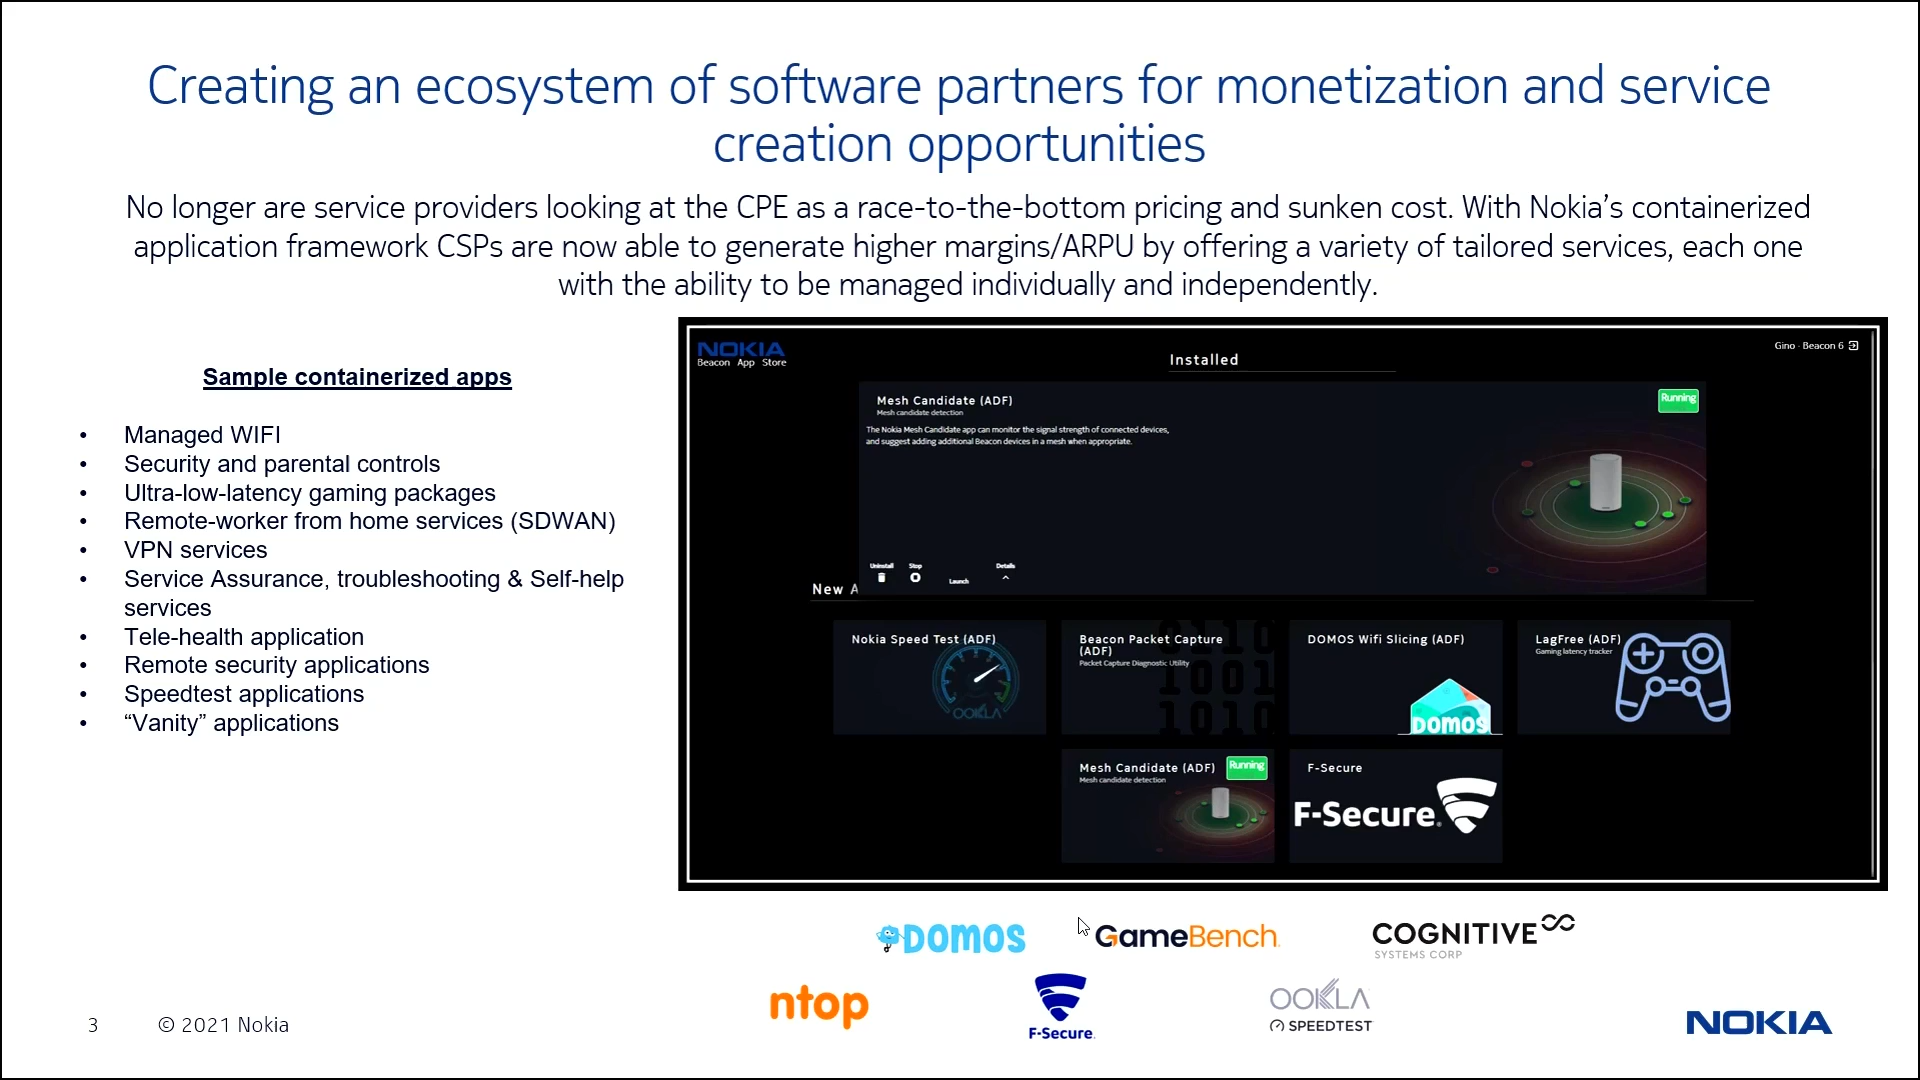 Creating an ecosystem of software partners for monetization and service
creation opportunities
No longer are service providers looking at the CPE as a race-to-the-bottom pricing and sunken cost. With Nokia’s containerized
application framework CSPs are now able to generate higher margins/ARPU by offering a variety of tailored services, each one
with the ability to be managed individually and independently.
Sample containerized apps
• Managed WIFI
• Security and parental controls
• Ultra-low-latency gaming packages
• Remote-worker from home services (SDWAN)
• VPN services
• Service Assurance, troubleshooting & Self-help
services
• Tele-health application
• Remote security applications
• Speedtest applications
• “Vanity” applications
NOKIA
Beacon App Store
Installed
Gino - Beacon 6
Mesh Candidate (ADF)
Mesh candidate detection
Running
The Nokia Mesh Candidate app can monitor the signal strength of connected devices,
and suggest adding additional Beacon devices in a mesh when appropriate.
Uninstall
Stop
Launch
Details
New A
Nokia Speed Test (ADF)
OOKLA
Beacon Packet Capture
(ADF)
Packet Capture Diagnostic Utility
0110
1001
1010
DOMOS Wifi Slicing (ADF)
DOMOS
LagFree (ADF)
Gaming latency tracker
Mesh Candidate (ADF)
Mesh candidate detection
Running
F-Secure
F-Secure.
DOMOS
GameBench.
COGNITIVE
SYSTEMS CORP
ntop
F-Secure.
OOKLA
SPEEDTEST
3
© 2021 Nokia
NOKIA